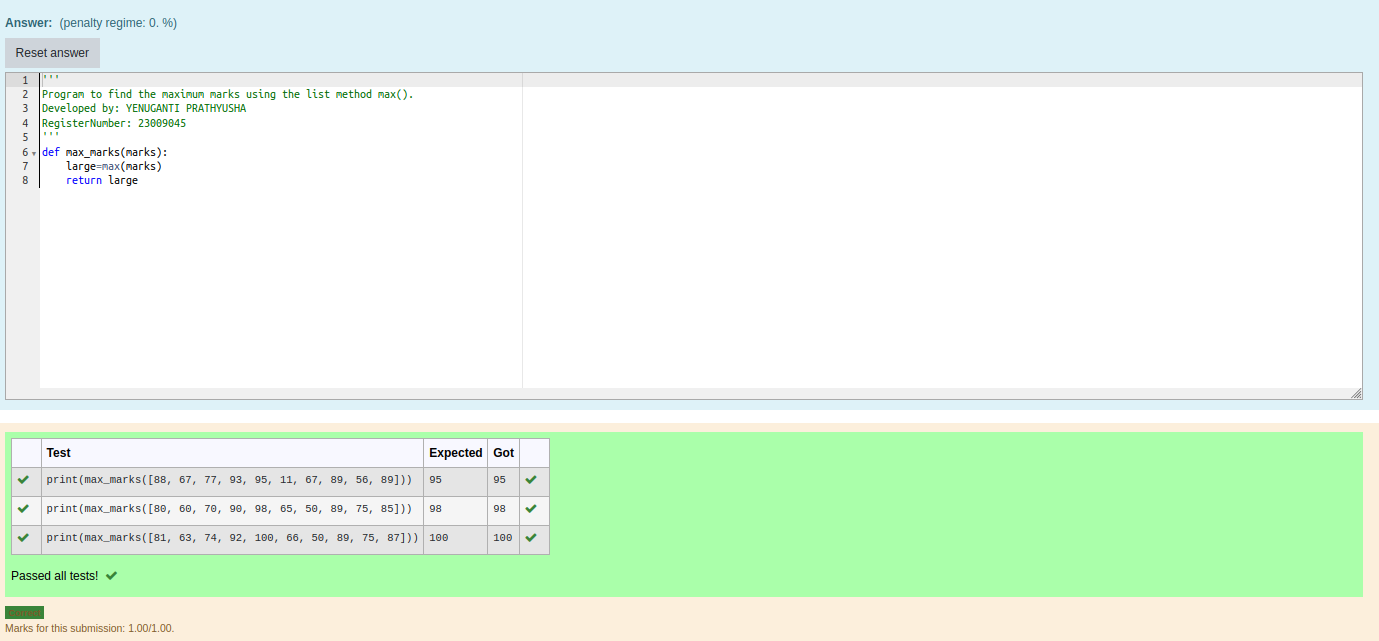 Answer: (penalty regime: 0. %)
Reset answer
1 '''
2 Program to find the maximum marks using the list method max().
3 Developed by: YENUGANTI PRATHYUSHA
4 RegisterNumber: 23009045
5 '''
6 def max_marks(marks):
7 large=max(marks)
8 return large
Test Expected Got
print(max_marks([88, 67, 77, 93, 95, 11, 67, 89, 56, 89])) 95 95
print(max_marks([80, 60, 70, 90, 98, 65, 50, 89, 75, 85])) 98 98
print(max_marks([81, 63, 74, 92, 100, 66, 50, 89, 75, 87])) 100 100
Passed all tests!
Marks for this submission: 1.00/1.00.